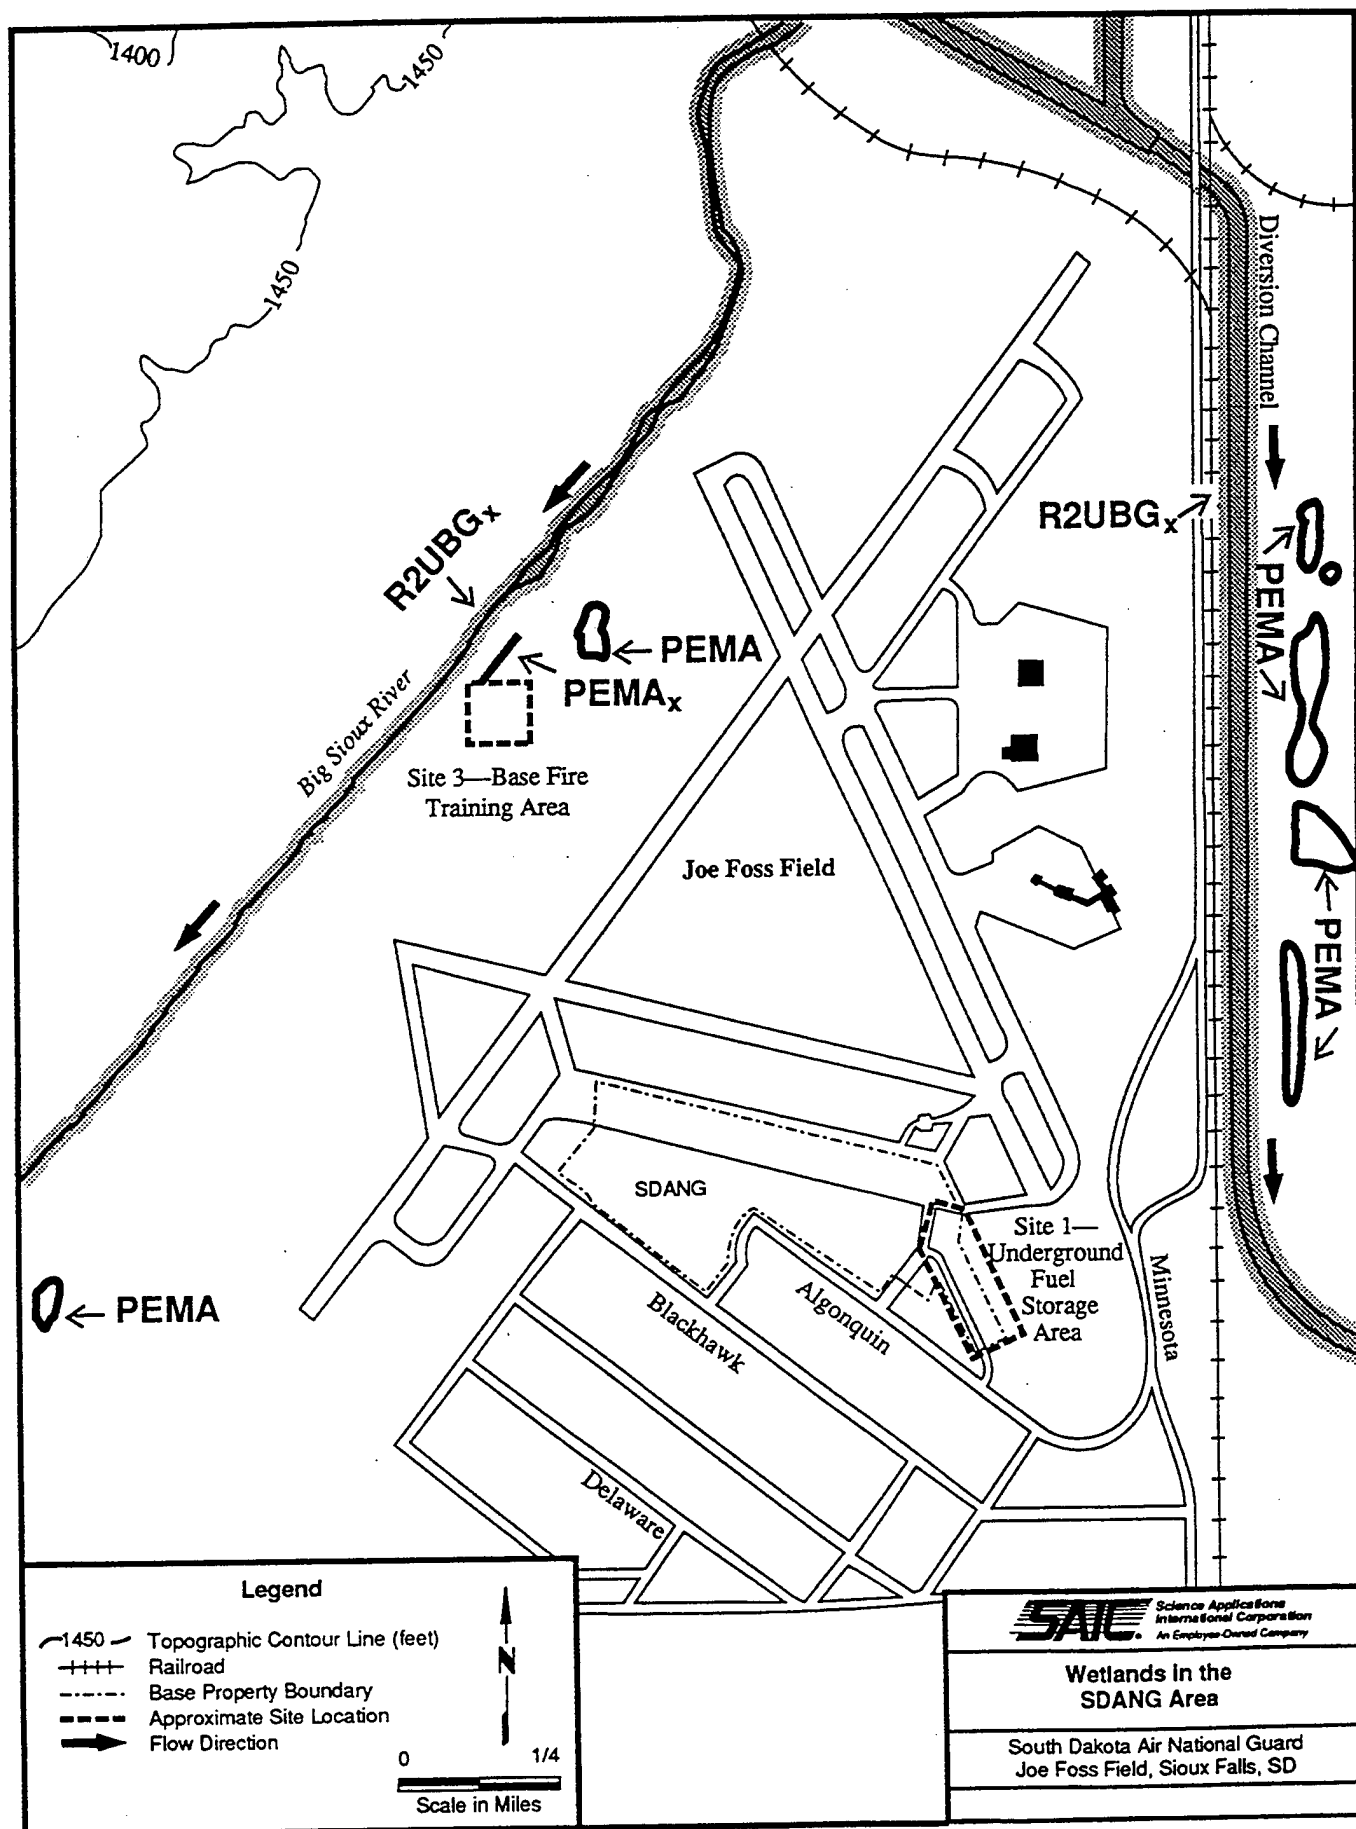 1400
1450
1450
Diversion Channel
R2UBGx
R2UBGx
PEMA
PEMA
PEMAx
Big Sioux River
Site 3—Base Fire
Training Area
Joe Foss Field
PEMA
SDANG
Site 1—
Underground
Fuel
Storage
Area
Minnesota
Algonquin
Blackhawk
PEMA
Delaware
Legend
1450 Topographic Contour Line (feet)
Railroad
Base Property Boundary
Approximate Site Location
Flow Direction
N
0 1/4
Scale in Miles
SAIC
Science Applications
International Corporation
An Employee-Owned Company
Wetlands in the
SDANG Area
South Dakota Air National Guard
Joe Foss Field, Sioux Falls, SD